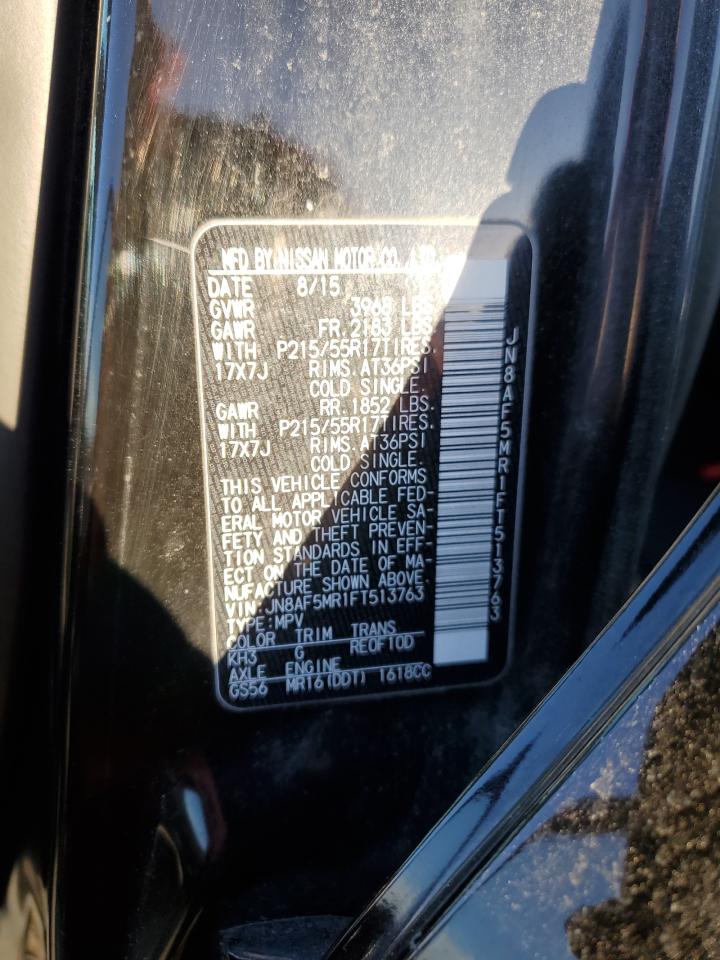 MFD BY NISSAN MOTOR CO.,LTD.
DATE 8/15
GVWR 3968 LBS
GAWR FR. 2183 LBS.
WITH P215/55R17TIRES.
17X7J RIMS. AT36PSI
COLD SINGLE.
GAWR RR. 1852 LBS.
WITH P215/55R17TIRES.
17X7J RIMS. AT36PSI
COLD SINGLE.
THIS VEHICLE CONFORMS
TO ALL APPLICABLE FED-
ERAL MOTOR VEHICLE SA-
FETY AND THEFT PREVEN-
TION STANDARDS IN EFF-
ECT ON THE DATE OF MA-
NUFACTURE SHOWN ABOVE.
VIN:JN8AF5MR1FT513763
TYPE:MPV
COLOR TRIM TRANS
KH3 G REOFTOD
AXLE ENGINE
GS56 MR16(DDT) 1618CC
JN8AF5MR1FT513763